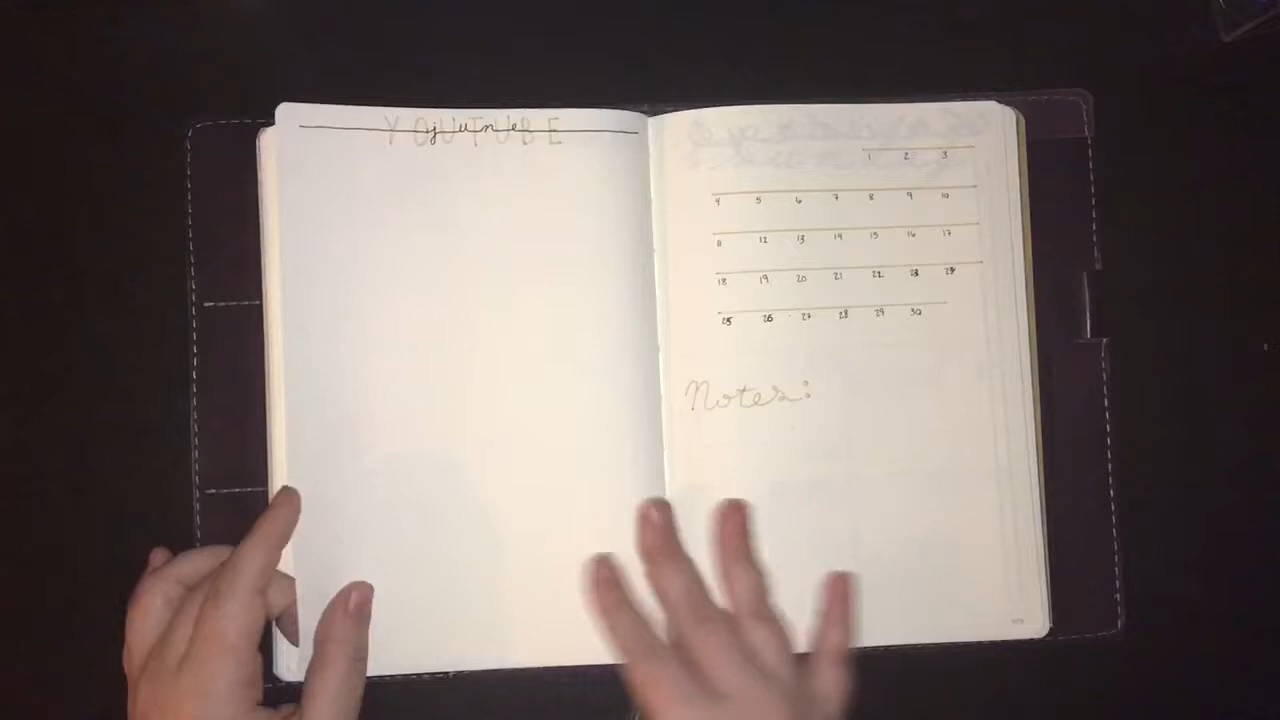 YOUTUBE
june
1 2 3
4 5 6 7 8 9 10
11 12 13 14 15 16 17
18 19 20 21 22 23 24
25 26 27 28 29 30
Notes: